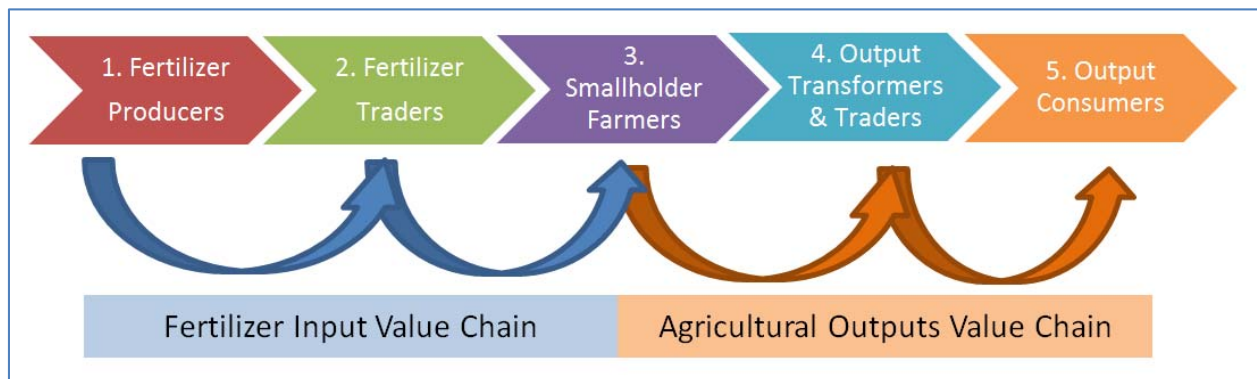 1. Fertilizer
Producers
2. Fertilizer
Traders
3.
Smallholder
Farmers
4. Output
Transformers
& Traders
5. Output
Consumers
Fertilizer Input Value Chain
Agricultural Outputs Value Chain